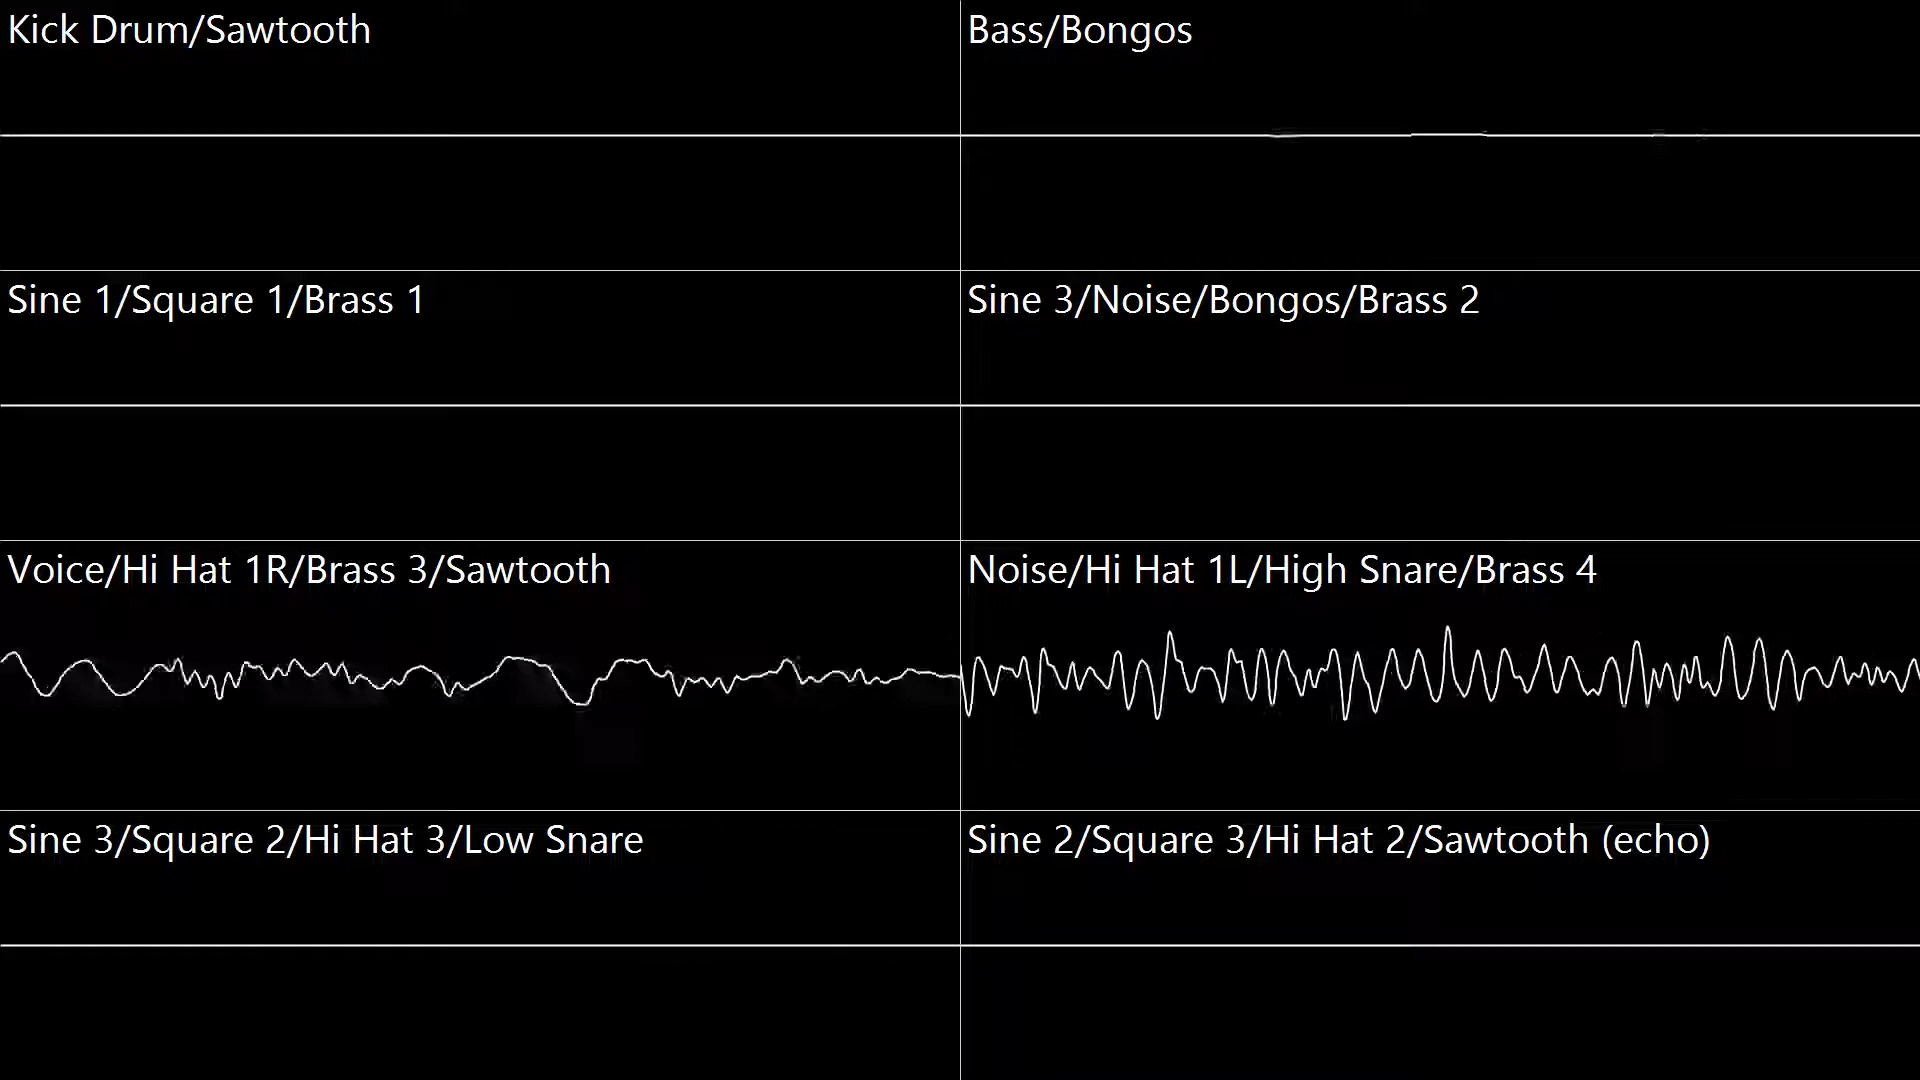 Kick Drum/Sawtooth
Bass/Bongos
Sine 1/Square 1/Brass 1
Sine 3/Noise/Bongos/Brass 2
Voice/Hi Hat 1R/Brass 3/Sawtooth
Noise/Hi Hat 1L/High Snare/Brass 4
Sine 3/Square 2/Hi Hat 3/Low Snare
Sine 2/Square 3/Hi Hat 2/Sawtooth (echo)